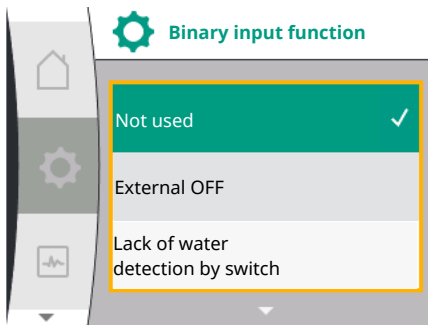 Binary input function
Not used
External OFF
Lack of water
detection by switch